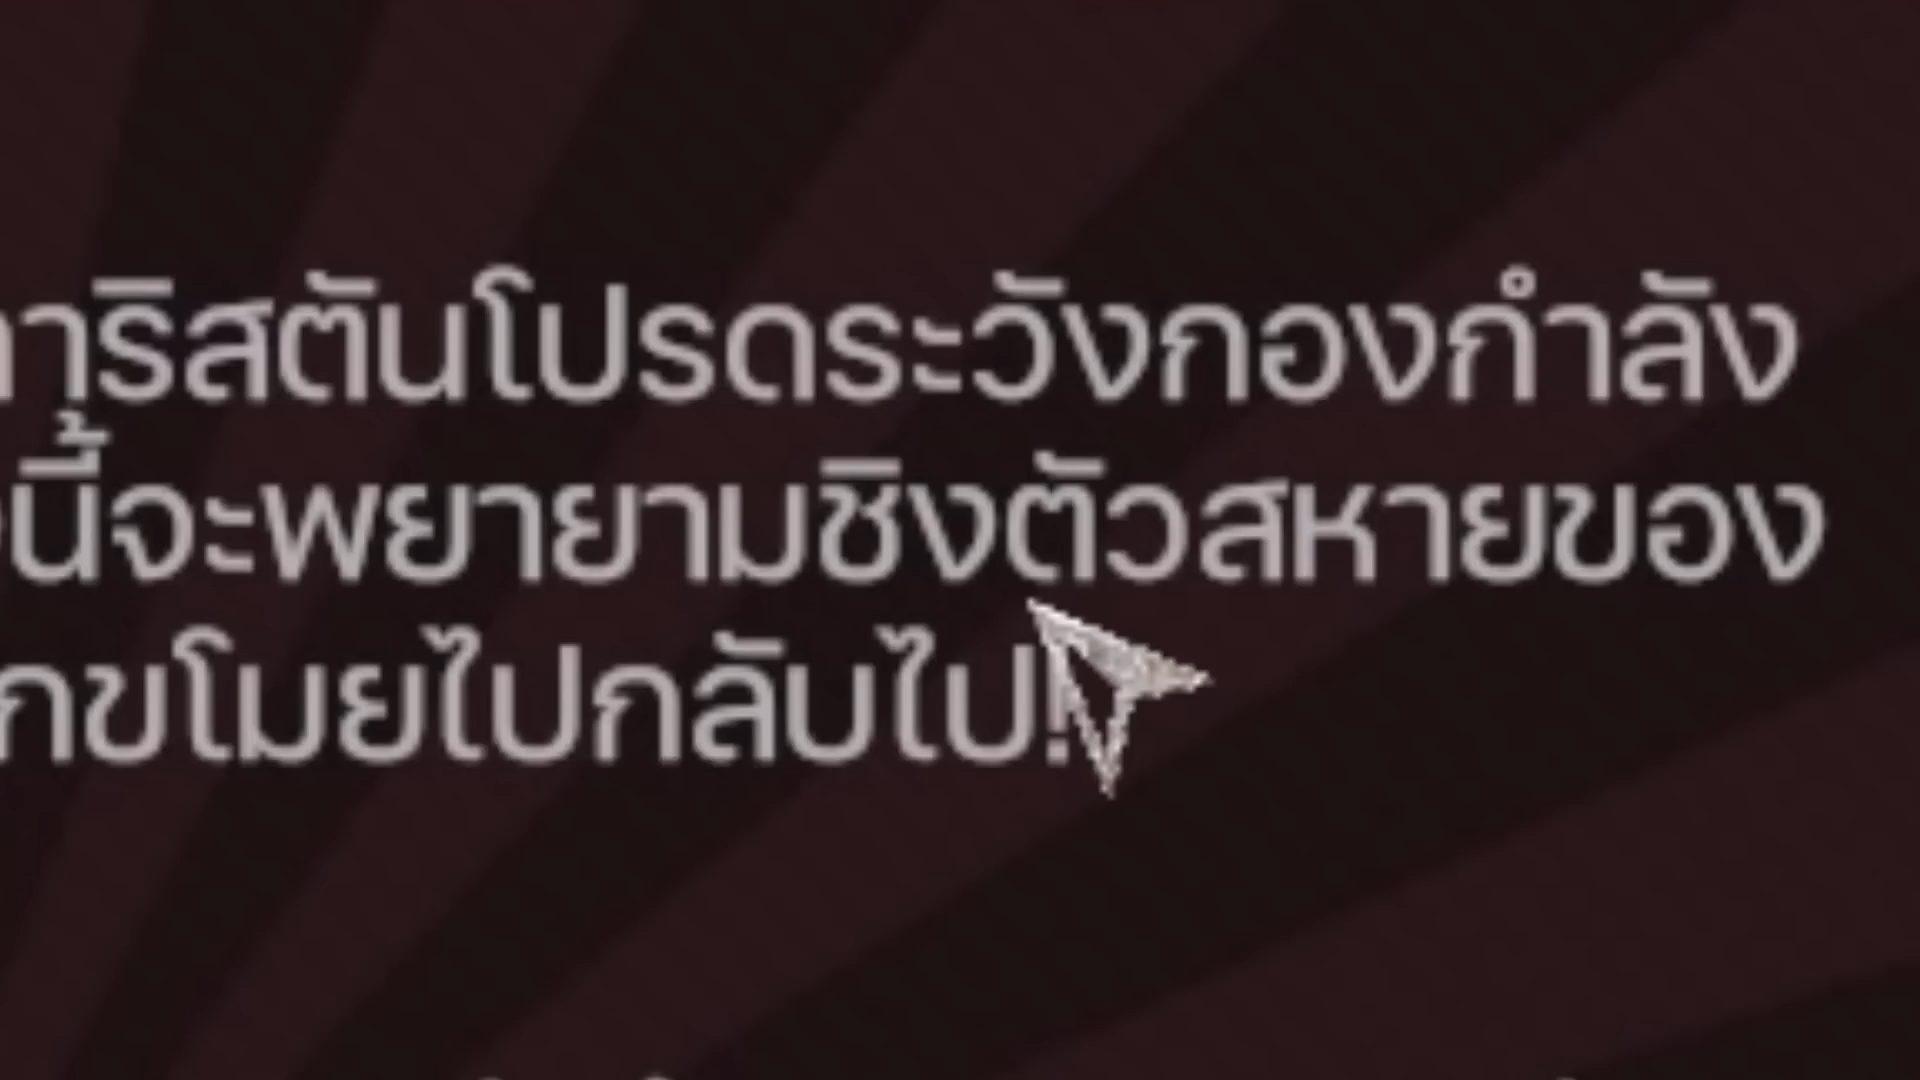 าริสตันโปรดระวังกองกำลัง
นี้จะพยายามชิงตัวสหายของ
กขโมยไปกลับไป!